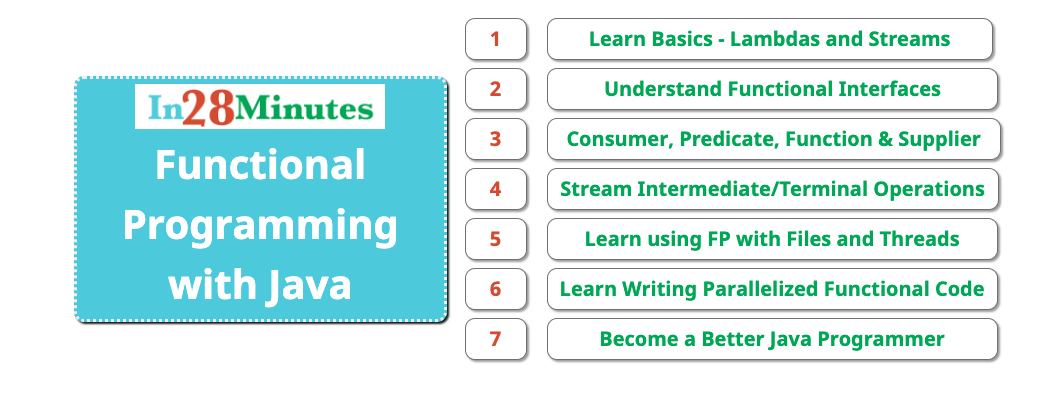 In28Minutes
Functional
Programming
with Java
1 Learn Basics - Lambdas and Streams
2 Understand Functional Interfaces
3 Consumer, Predicate, Function & Supplier
4 Stream Intermediate/Terminal Operations
5 Learn using FP with Files and Threads
6 Learn Writing Parallelized Functional Code
7 Become a Better Java Programmer